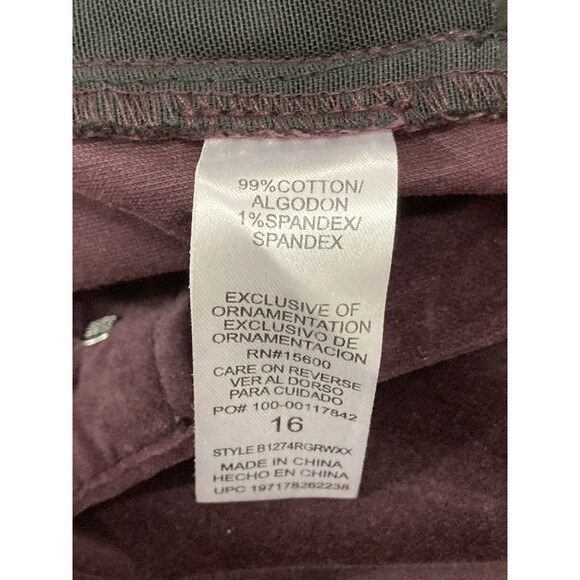 99%COTTON/
ALGODON
1%SPANDEX/
SPANDEX
EXCLUSIVE OF
ORNAMENTATION
EXCLUSIVO DE
ORNAMENTACION
RN#15600
CARE ON REVERSE
VER AL DORSO
PARA CUIDADO
PO# 100-00117842
16
STYLE B1274RGRWXX
MADE IN CHINA
HECHO EN CHINA
UPC 197178262238